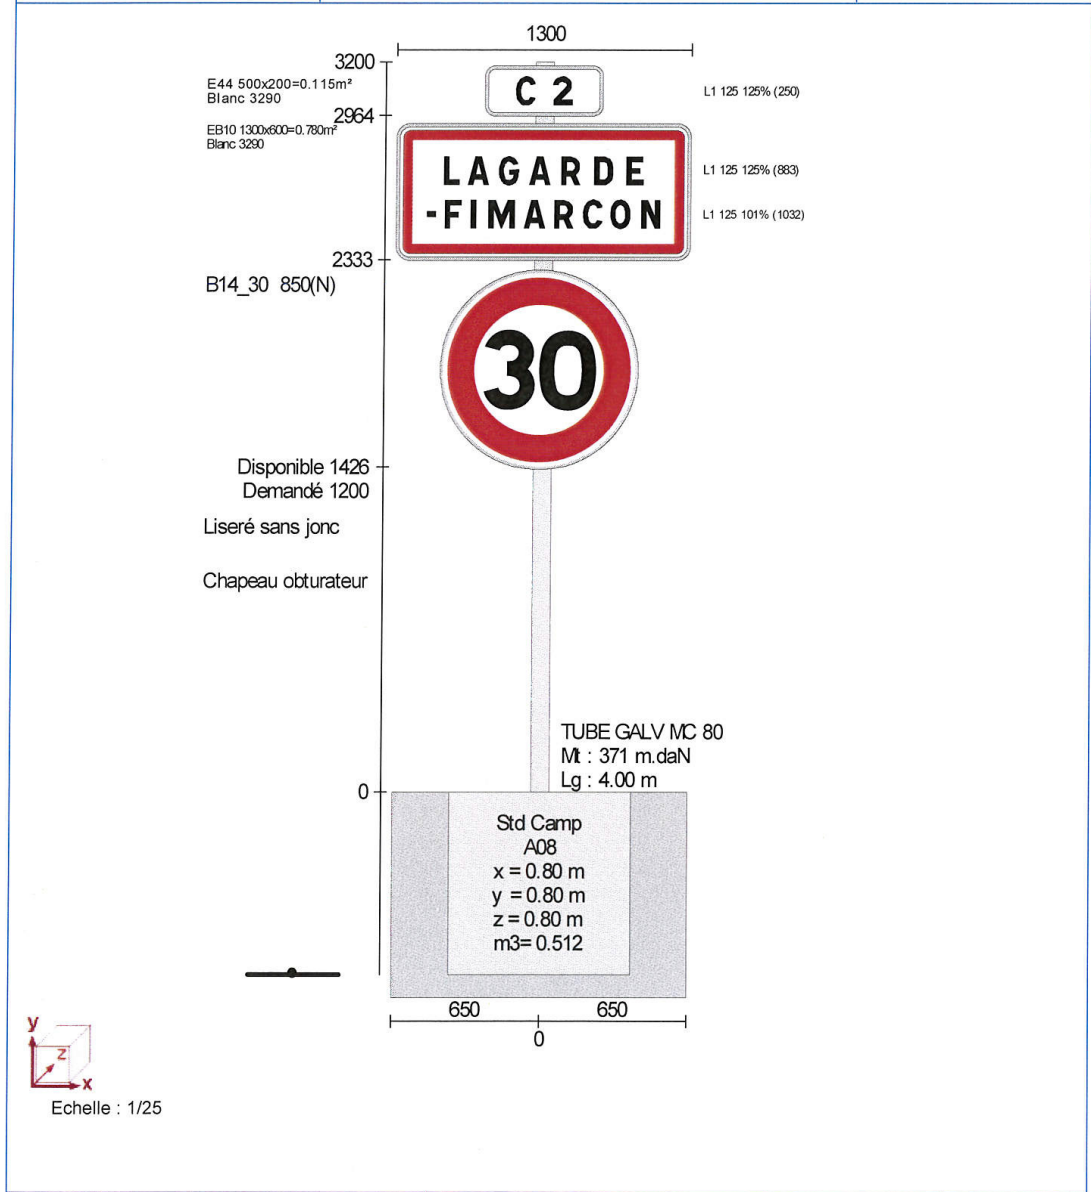 1300
3200
E44 500x200=0.115m²
Blanc 3290
C 2
L1 125 125% (250)
2964
EB10 1300x600=0.780m²
Blanc 3290
LAGARDE
-FIMARCON
L1 125 125% (883)
L1 125 101% (1032)
2333
B14_30 850(N)
30
Disponible 1426
Demandé 1200
Liseré sans jonc
Chapeau obturateur
TUBE GALV MC 80
Mt : 371 m.daN
Lg : 4.00 m
0
Std Camp
A08
x = 0.80 m
y = 0.80 m
z = 0.80 m
m3= 0.512
650
650
0
y
z
x
Echelle : 1/25